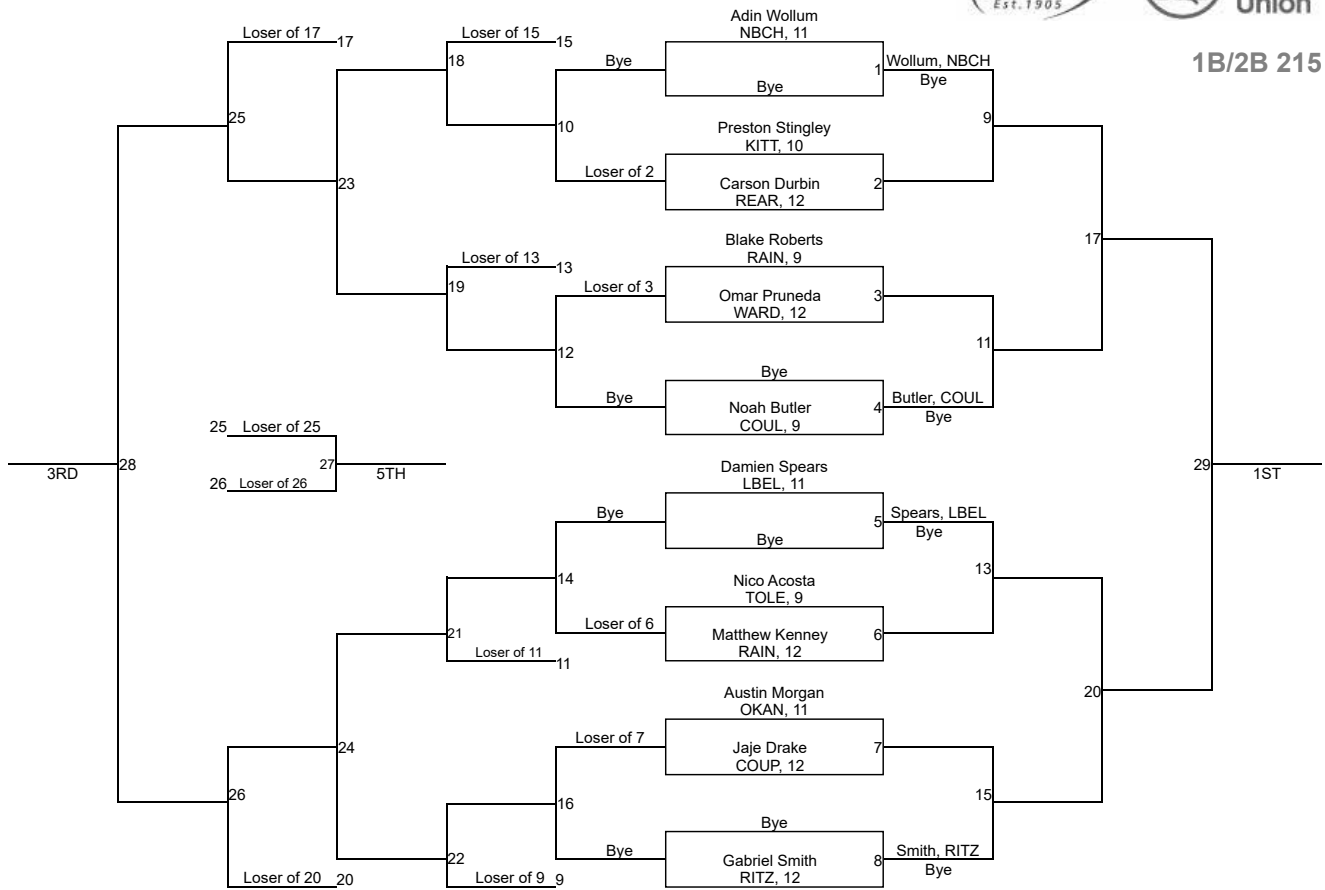 Est. 1905
Union
1B/2B 215
Adin Wollum
NBCH, 11
Bye
1
Wollum, NBCH
Bye
Preston Stingley
KITT, 10
Carson Durbin
REAR, 12
2
Blake Roberts
RAIN, 9
Omar Pruneda
WARD, 12
3
Bye
Noah Butler
COUL, 9
4
Butler, COUL
Bye
Damien Spears
LBEL, 11
Bye
5
Spears, LBEL
Bye
Nico Acosta
TOLE, 9
Matthew Kenney
RAIN, 12
6
Austin Morgan
OKAN, 11
Jaje Drake
COUP, 12
7
Bye
Gabriel Smith
RITZ, 12
8
Smith, RITZ
Bye
9
11
13
15
17
20
29
1ST
Bye
10
Loser of 2
Loser of 3
12
Bye
Bye
14
Loser of 6
Loser of 7
16
Bye
Loser of 15 15
18
Loser of 13 13
19
21
Loser of 11 11
22
Loser of 9 9
Loser of 17 17
25
23
24
26
Loser of 20 20
25 Loser of 25
27
5TH
26 Loser of 26
28
3RD